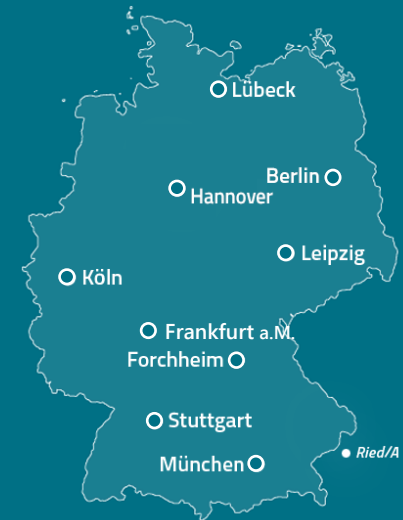 Lübeck
Berlin
Hannover
Leipzig
Köln
Frankfurt a.M.
Forchheim
Stuttgart
Ried/A
München